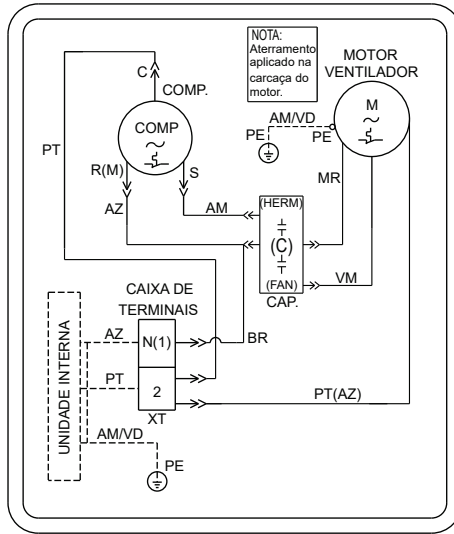 NOTA:
Aterramento
aplicado na
carcaça do
motor.
MOTOR
VENTILADOR
C
COMP.
COMP
~
R(M)
S
PT
AZ
AM
AM/VD
PE
PE
M
~
MR
(HERM)
(C)
(FAN)
CAP.
VM
CAIXA DE
TERMINAIS
UNIDADE INTERNA
AZ
N(1)
BR
PT
2
PT(AZ)
XT
AM/VD
PE